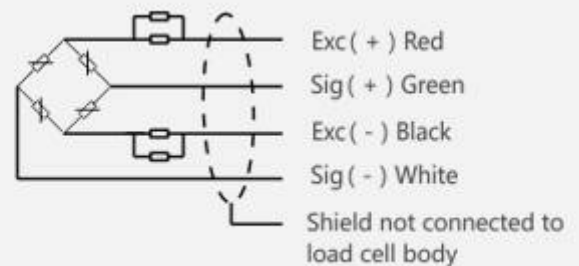 Exc( + ) Red
Sig( + ) Green
Exc( - ) Black
Sig( - ) White
Shield not connected to
load cell body